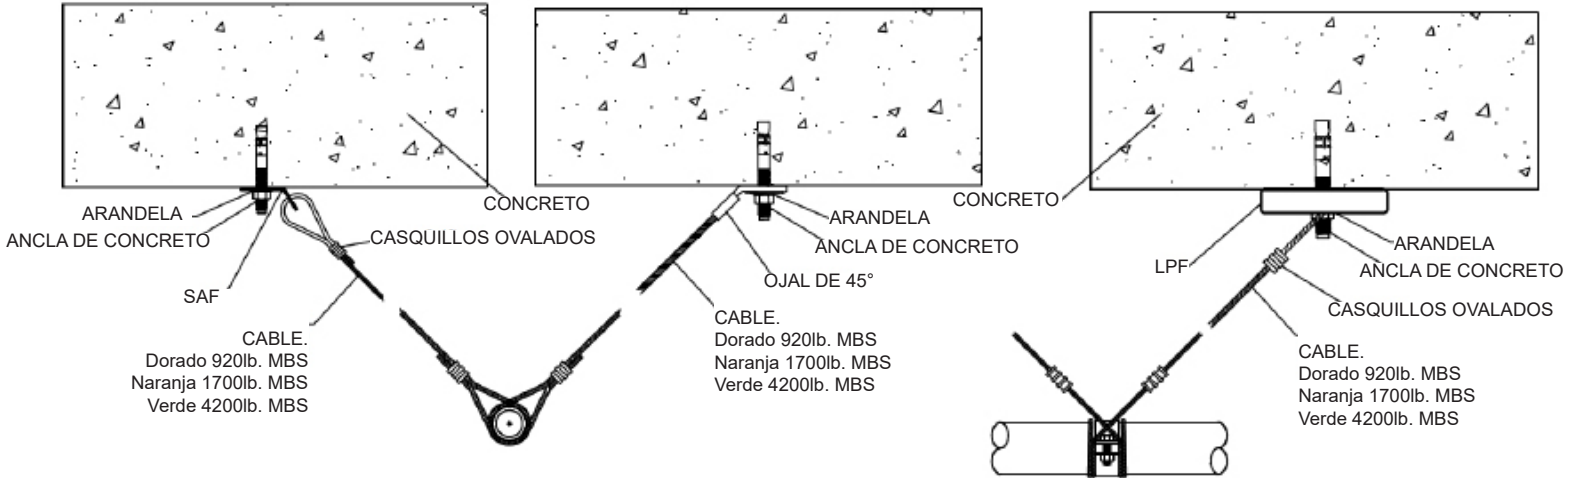 CONCRETO
ARANDELA
ANCLA DE CONCRETO
CASQUILLOS OVALADOS
SAF
CABLE.
Dorado 920lb. MBS
Naranja 1700lb. MBS
Verde 4200lb. MBS
ARANDELA
ANCLA DE CONCRETO
OJAL DE 45°
CABLE.
Dorado 920lb. MBS
Naranja 1700lb. MBS
Verde 4200lb. MBS
CONCRETO
ARANDELA
LPF
ANCLA DE CONCRETO
CASQUILLOS OVALADOS
CABLE.
Dorado 920lb. MBS
Naranja 1700lb. MBS
Verde 4200lb. MBS